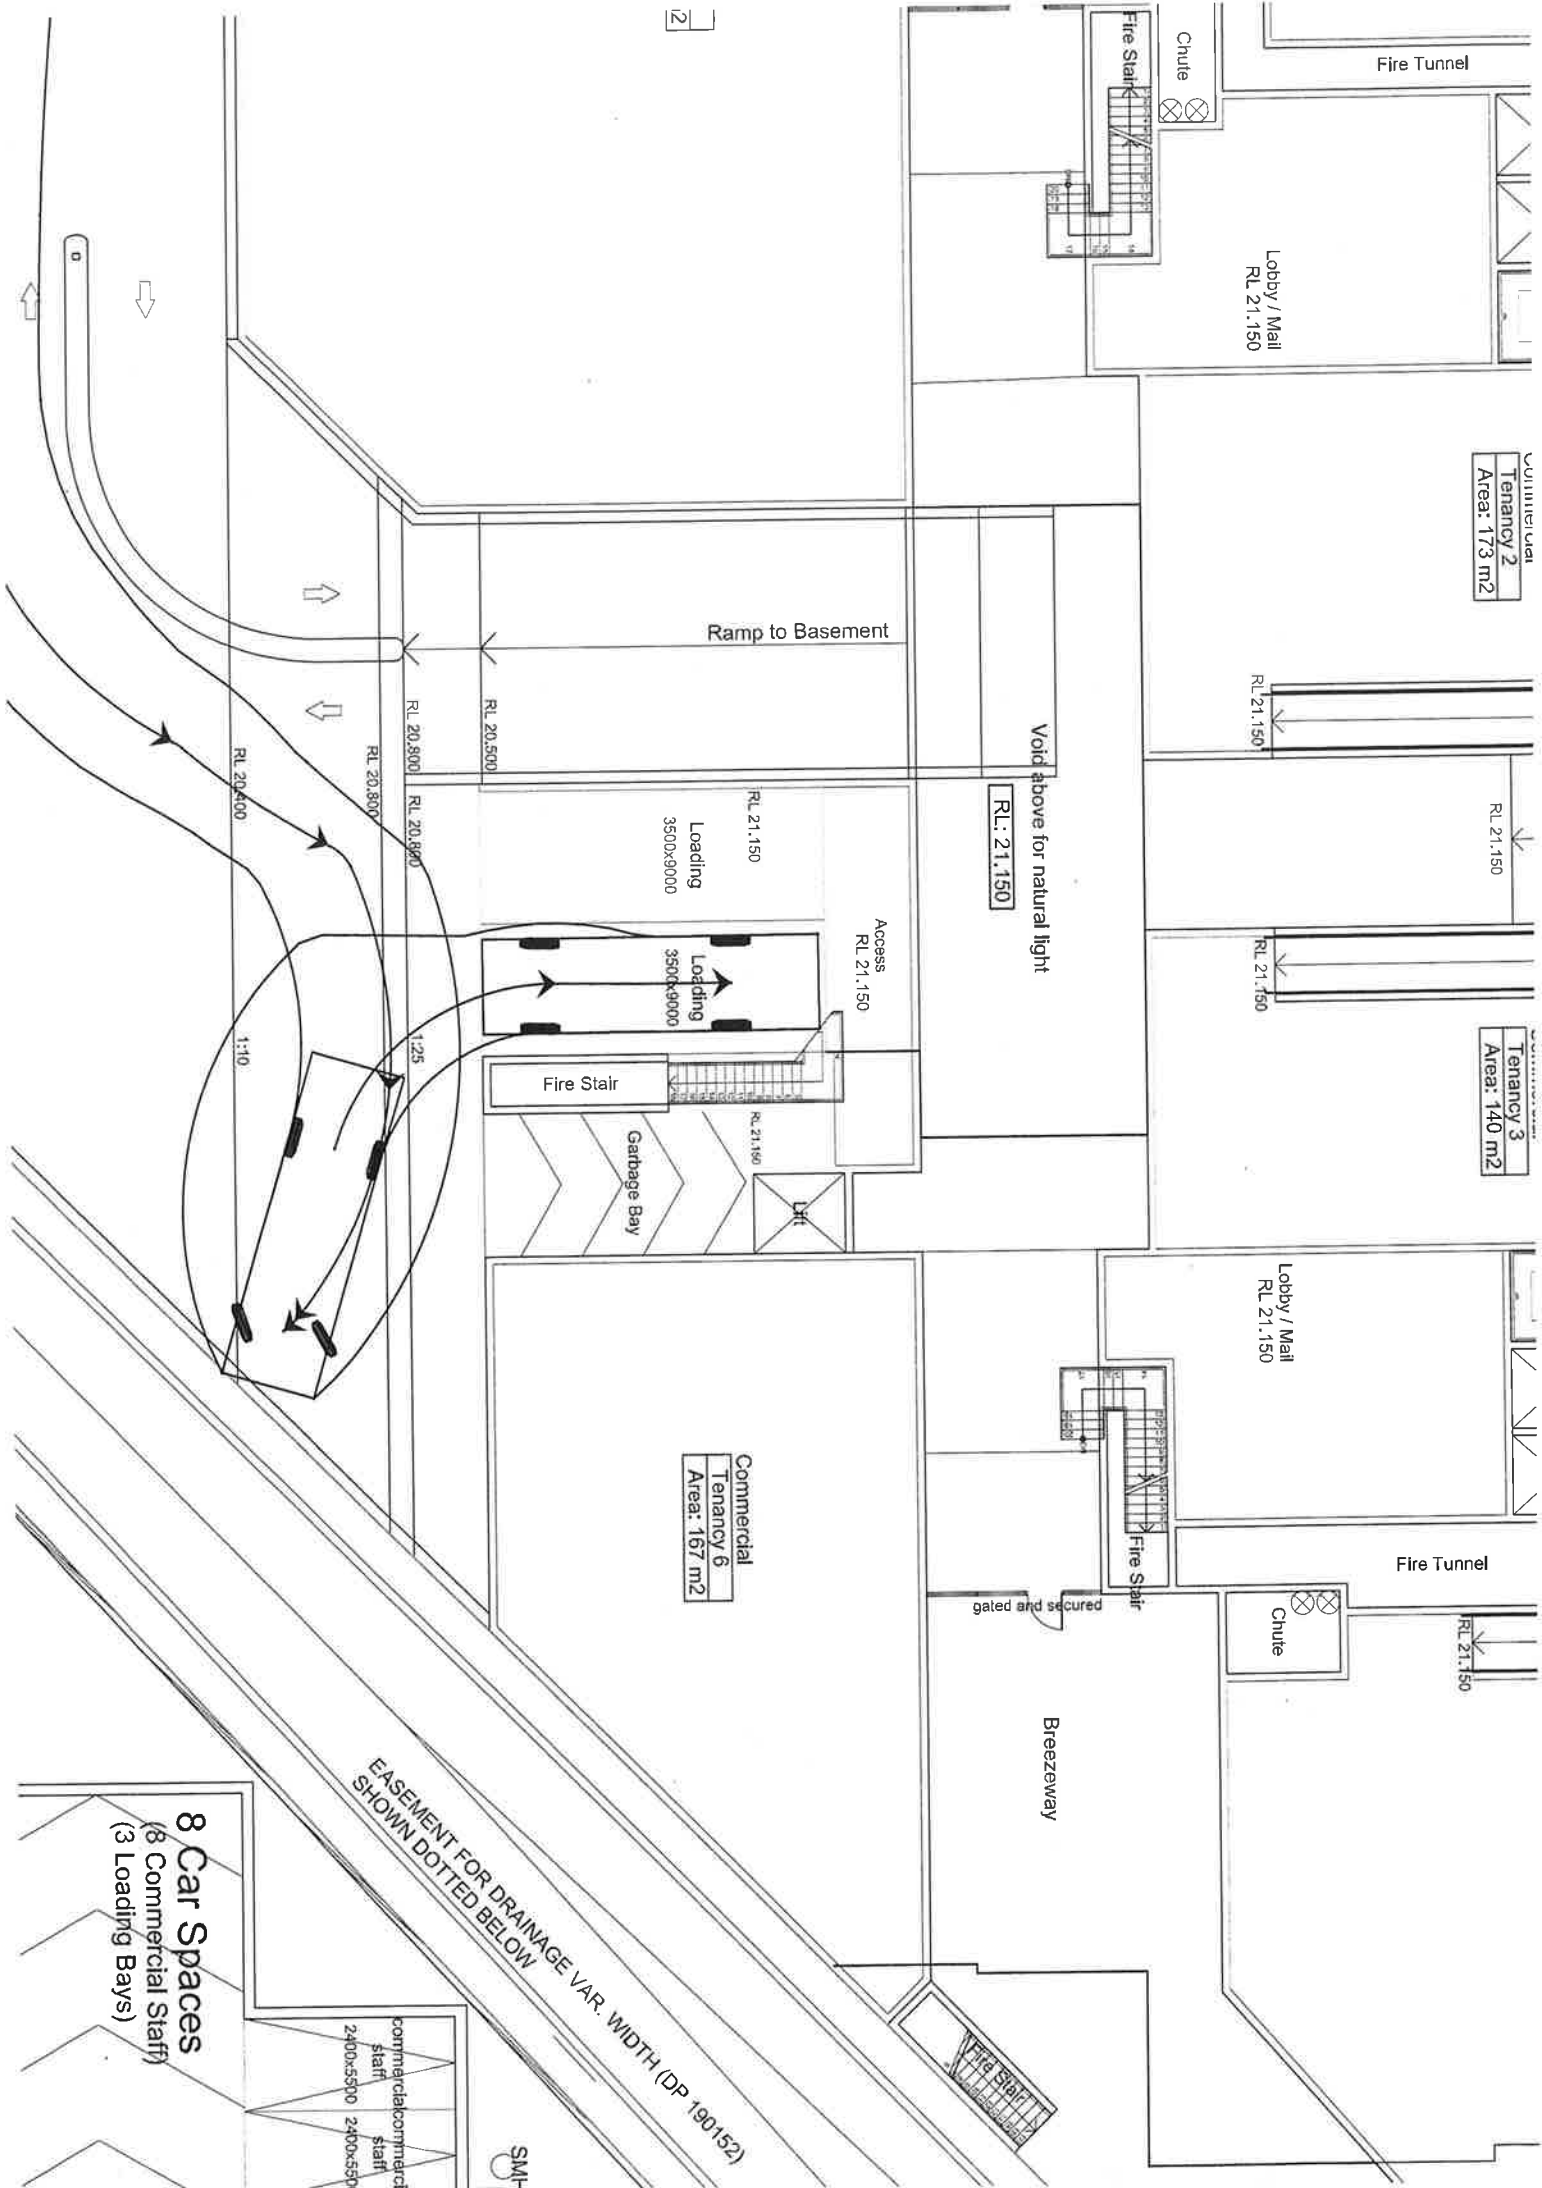 Fire Stair
Chute
Fire Tunnel
Lobby / Mail
RL 21.150
Commercial
Tenancy 2
Area: 173 m2
RL 21.150
RL 21.150
RL 21.150
Tenancy 3
Area: 140 m2
Ramp to Basement
Void above for natural light
RL: 21.150
RL 20.500
RL 20.800
RL 20.800
RL 20.400
RL 20.800
RL 21.150
Loading
3500x9000
Access
RL 21.150
Loading
3500x9000
1:10
1:25
Fire Stair
RL 21.150
Garbage Bay
Lift
Lobby / Mail
RL 21.150
Commercial
Tenancy 6
Area: 167 m2
Fire Stair
gated and secured
Fire Tunnel
Chute
RL 21.150
Breezeway
EASEMENT FOR DRAINAGE VAR. WIDTH (DP 190152)
SHOWN DOTTED BELOW
Fire Stair
8 Car Spaces
(8 Commercial Staff)
(3 Loading Bays)
commercial
staff
2400x5500
commerci
staff
2400x550
SMH